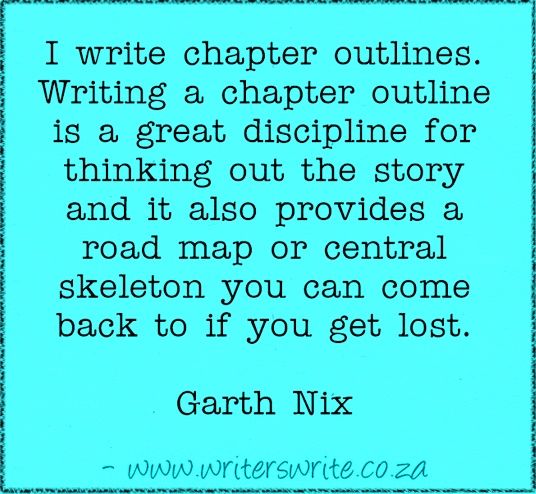 I write chapter outlines.
Writing a chapter outline
is a great discipline for
thinking out the story
and it also provides a
road map or central
skeleton you can come
back to if you get lost.
Garth Nix
- www.writerswrite.co.za